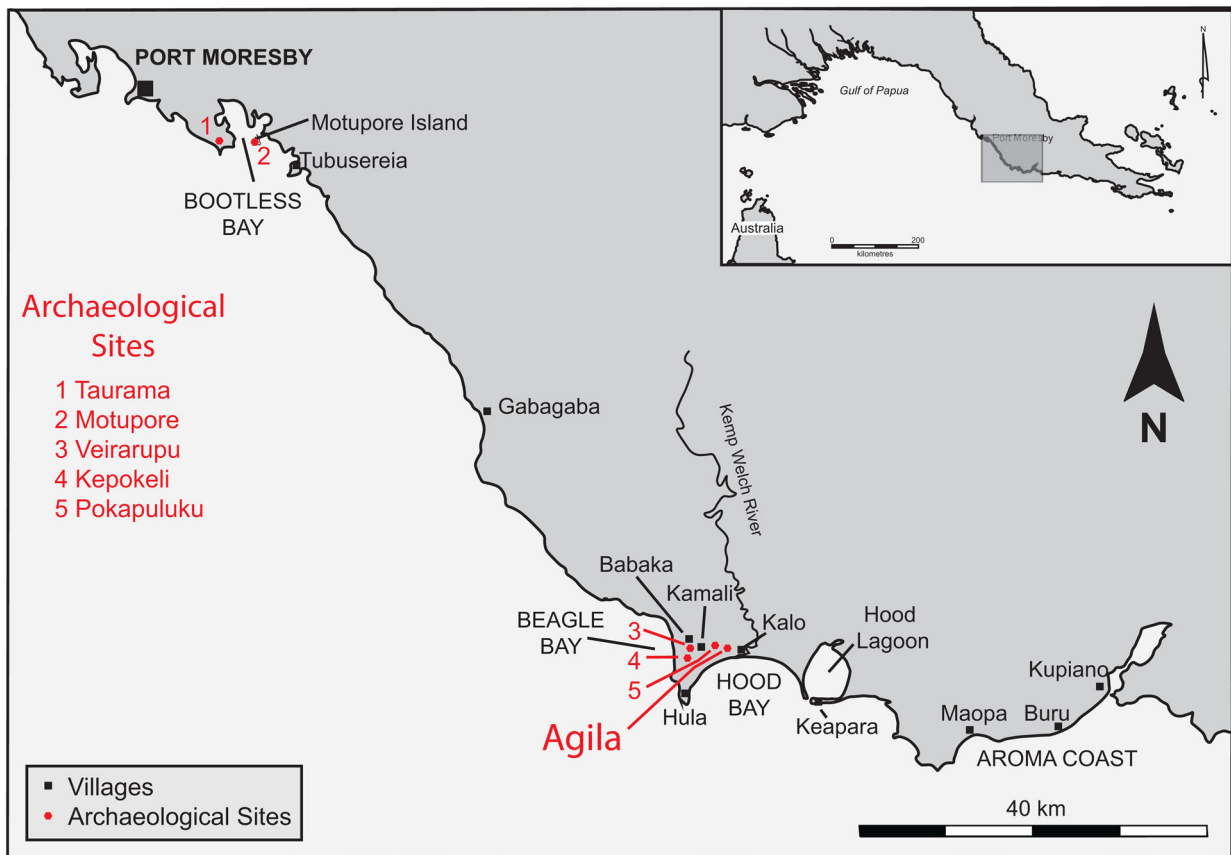 PORT MORESBY
1
2
Motupore Island
Tubusereia
BOOTLESS
BAY
Archaeological
Sites
1 Taurama
2 Motupore
3 Veirarupu
4 Kepokeli
5 Pokapuluku
Gabagaba
Kemp Welch River
Babaka
Kamali
BEAGLE
BAY
3
4
5
Kalo
Hood
Lagoon
Hula
HOOD
BAY
Agila
Keapara
Kupiano
Maopa
Buru
AROMA COAST
N
40 km
Villages
Archaeological Sites
Gulf of Papua
N
Port Moresby
Australia
0
200
kilometres